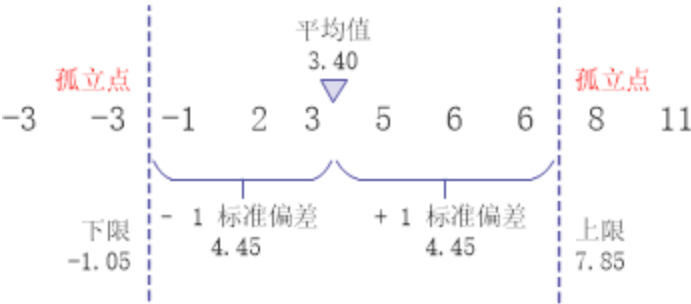 平均值
3.40
孤立点 孤立点
-3 -3 -1 2 3 5 6 6 8 11
- 1 标准偏差 + 1 标准偏差
4.45 4.45
下限 上限
-1.05 7.85